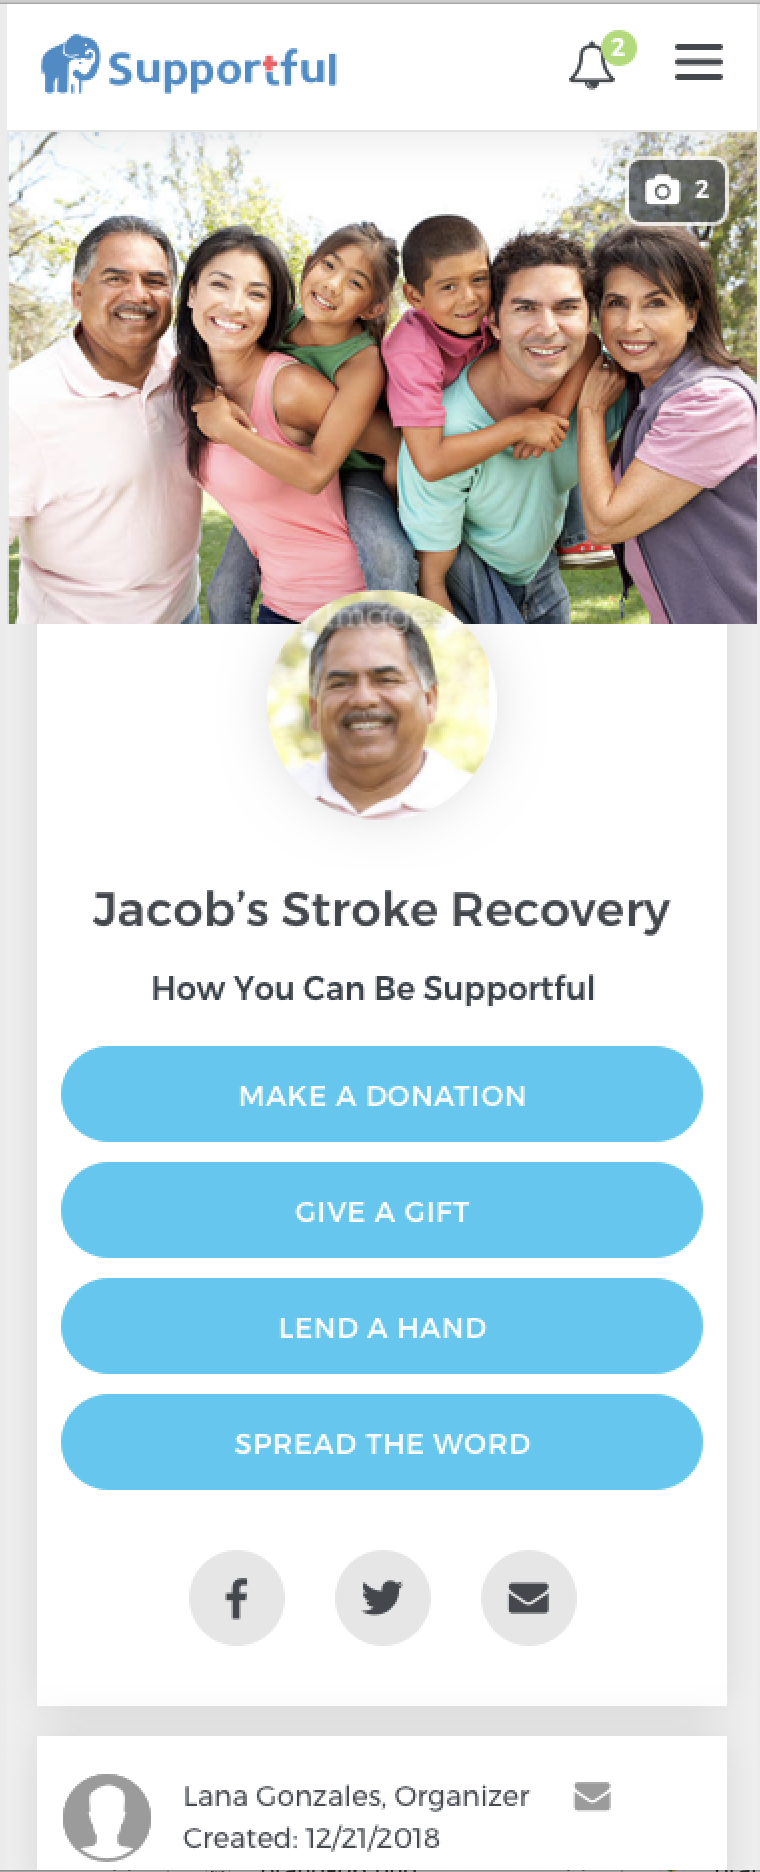 Supportful
2
2
Jacob's Stroke Recovery
How You Can Be Supportful
MAKE A DONATION
GIVE A GIFT
LEND A HAND
SPREAD THE WORD
Lana Gonzales, Organizer
Created: 12/21/2018